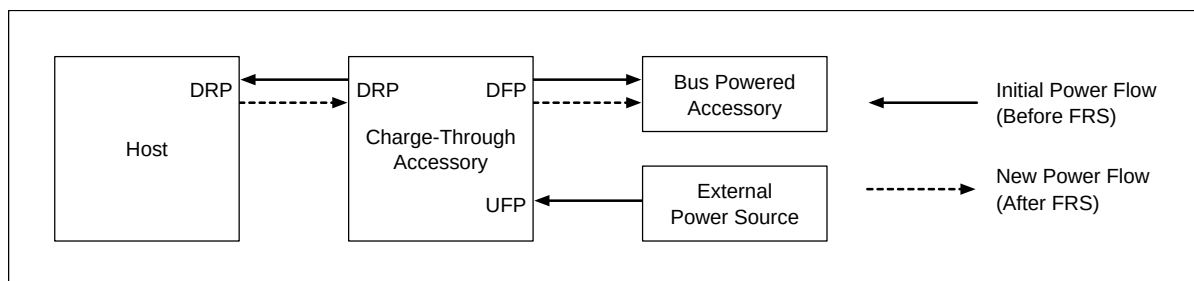 Host
DRP
DRP
DFP
Charge-Through
Accessory
UFP
Bus Powered
Accessory
External
Power Source
Initial Power Flow
(Before FRS)
New Power Flow
(After FRS)